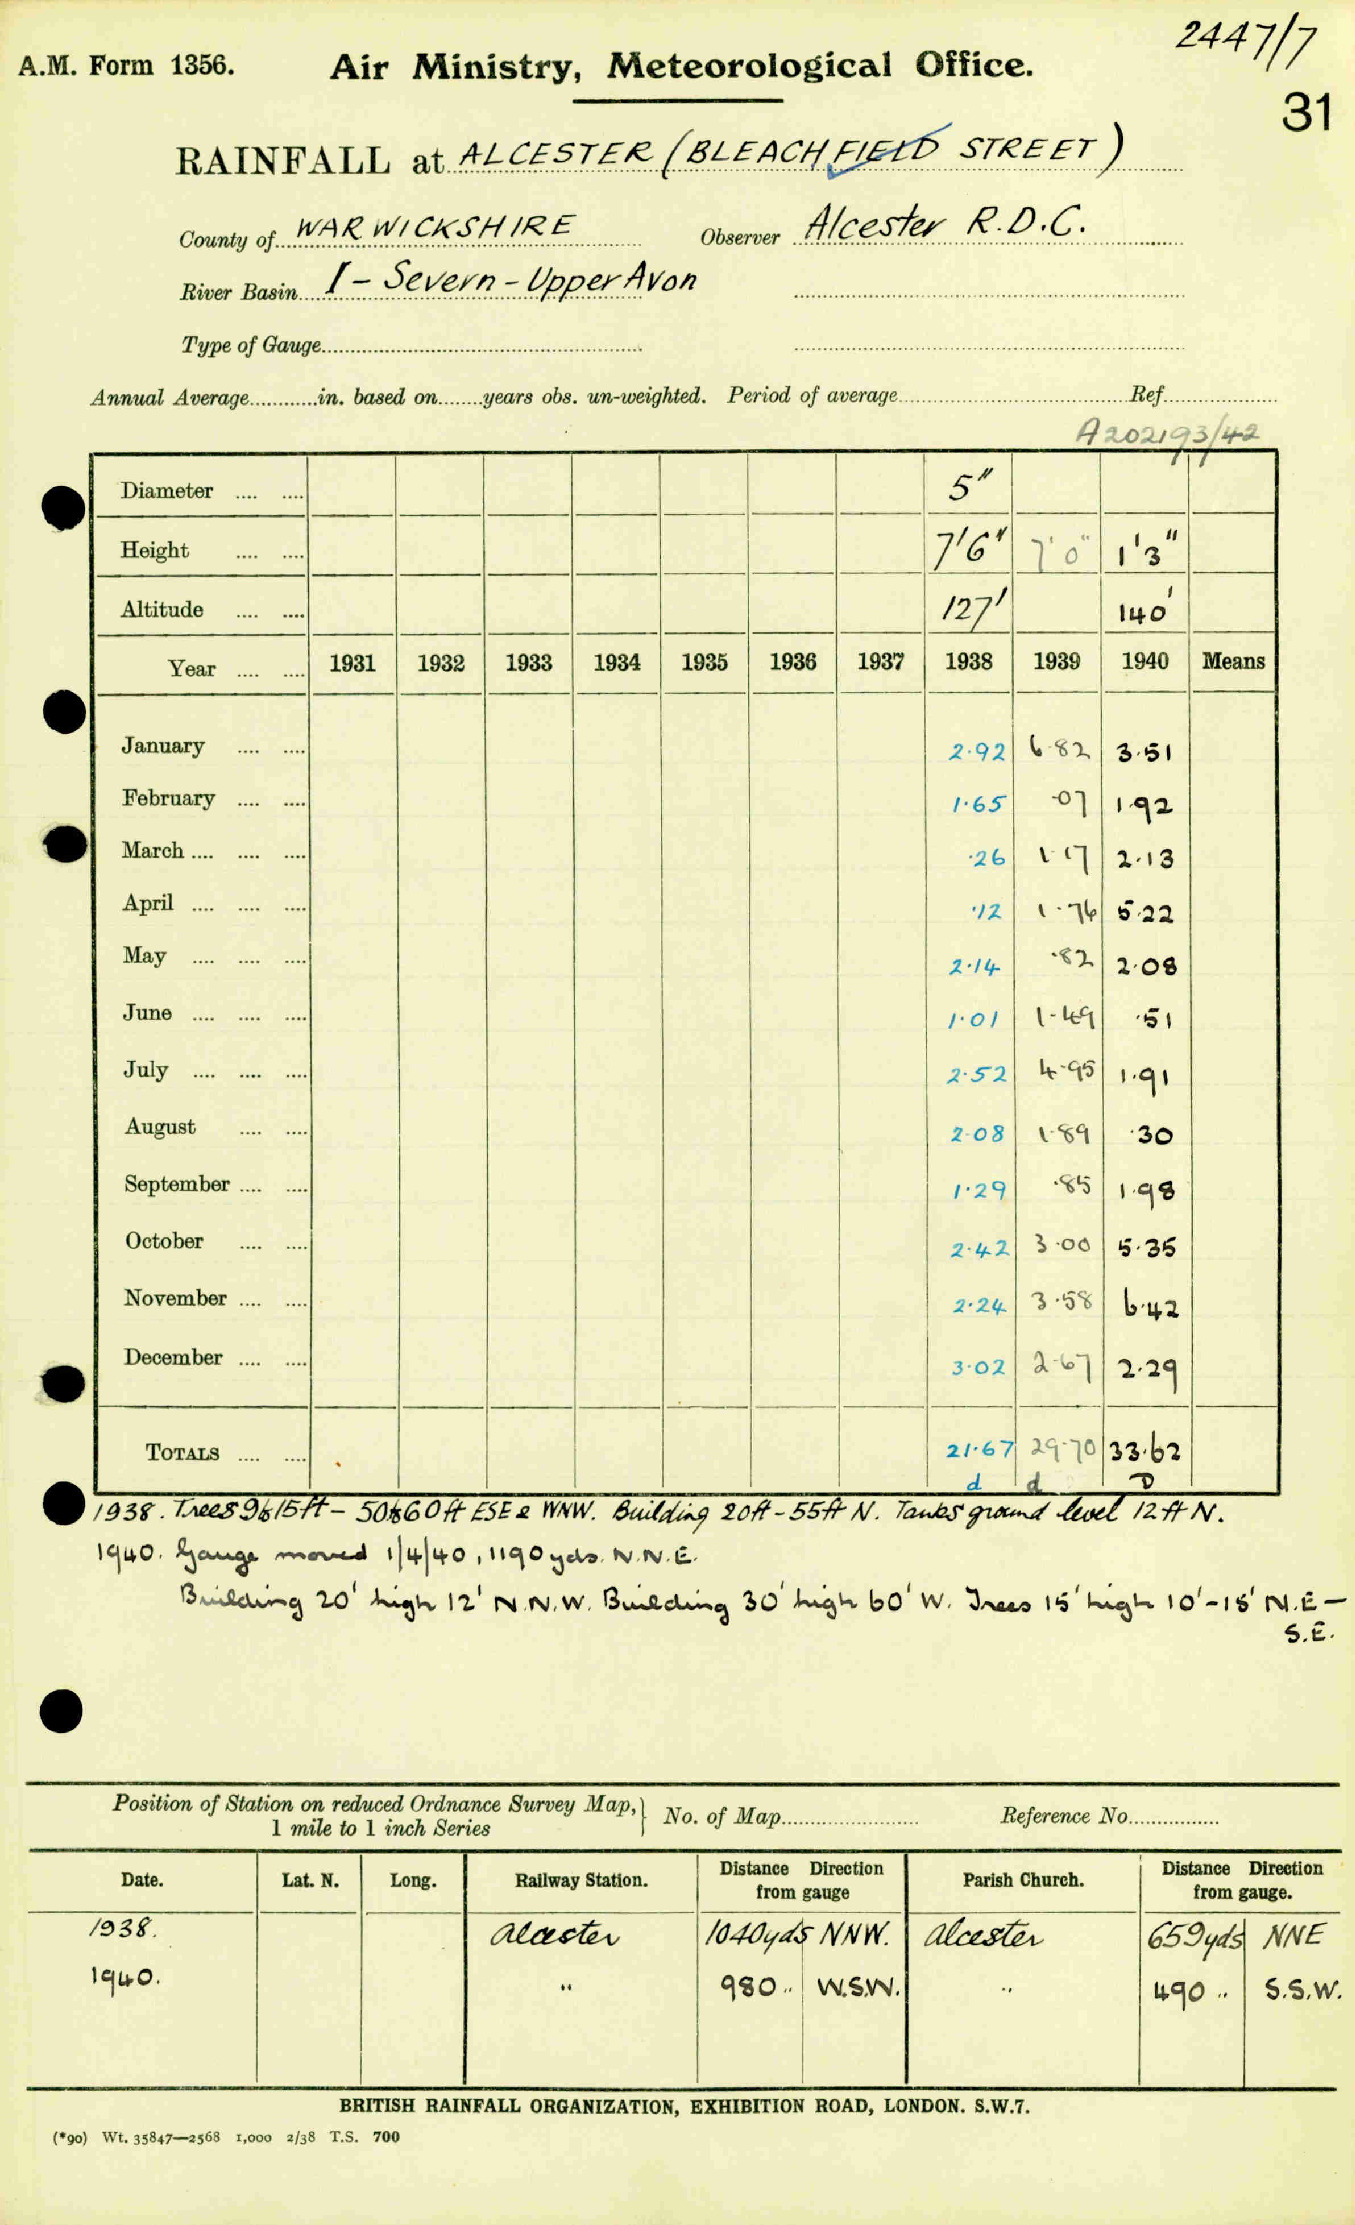 2447/7
A.M. Form 1356. Air Ministry, Meteorological Office.
31
RAINFALL at ALCESTER (BLEACHFIELD STREET)
County of WARWICKSHIRE Observer Alcester R.D.C.
River Basin I - Severn - Upper Avon
Type of Gauge
Annual Average in. based on years obs. un-weighted. Period of average Ref.
A202193/42
Diameter 5"
Height 7'6" 7'0" 1'3"
Altitude 127' 140'
Year 1931 1932 1933 1934 1935 1936 1937 1938 1939 1940 Means
January 2.92 6.82 3.51
February 1.65 .07 1.92
March .26 1.17 2.13
April .12 1.76 5.22
May 2.14 .82 2.08
June 1.01 1.49 .51
July 2.52 4.95 1.91
August 2.08 1.89 .30
September 1.29 .85 1.98
October 2.42 3.00 5.35
November 2.24 3.58 6.42
December 3.02 2.67 2.29
TOTALS 21.67 29.70 33.62
d d D
1938. Trees 9 to 15ft - 50 to 60ft ESE & WNW. Building 20ft - 55ft N. Tanks ground level 12ft N.
1940. Gauge moved 1/4/40, 1190 yds. N.N.E.
Building 20' high 12' N.N.W. Building 30' high 60' W. Trees 15' high 10'-15' N.E -
S.E.
Position of Station on reduced Ordnance Survey Map, } No. of Map Reference No.
1 mile to 1 inch Series
Date. Lat. N. Long. Railway Station. Distance Direction from gauge Parish Church. Distance Direction from gauge.
1938. Alcester 1040yds NNW. Alcester 659yds NNE
1940. " 980 " W.S.W. " 490 " S.S.W.
BRITISH RAINFALL ORGANIZATION, EXHIBITION ROAD, LONDON. S.W.7.
(*90) Wt. 35847—2568 1,000 2/38 T.S. 700